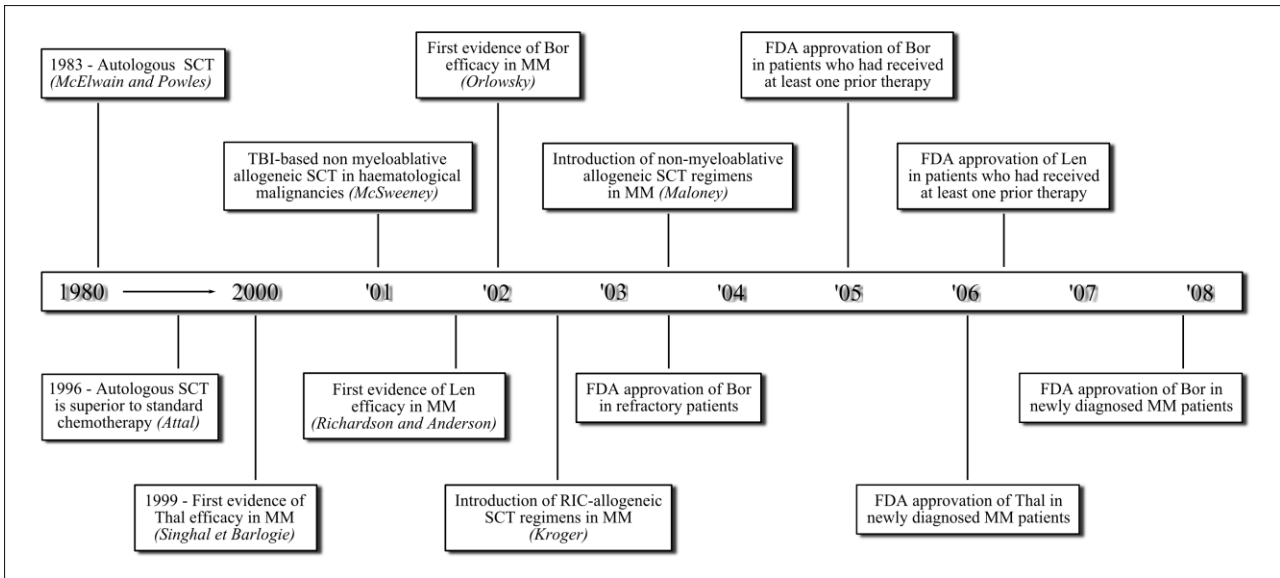 1983 - Autologous SCT
(McElwain and Powles)
First evidence of Bor
efficacy in MM
(Orlowsky)
FDA approvation of Bor
in patients who had received
at least one prior therapy
TBI-based non myeloablative
allogeneic SCT in haematological
malignancies (McSweeney)
Introduction of non-myeloablative
allogeneic SCT regimens
in MM (Maloney)
FDA approvation of Len
in patients who had received
at least one prior therapy
1980 2000 '01 '02 '03 '04 '05 '06 '07 '08
1996 - Autologous SCT
is superior to standard
chemotherapy (Attal)
First evidence of Len
efficacy in MM
(Richardson and Anderson)
FDA approvation of Bor
in refractory patients
FDA approvation of Bor in
newly diagnosed MM patients
1999 - First evidence of
Thal efficacy in MM
(Singhal et Barlogie)
Introduction of RIC-allogeneic
SCT regimens in MM
(Kroger)
FDA approvation of Thal in
newly diagnosed MM patients